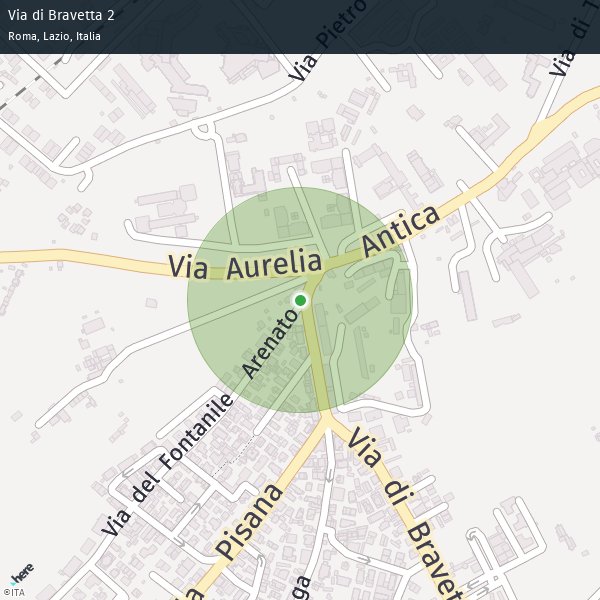 Via di Bravetta 2
Roma, Lazio, Italia
Via Pietro
Via di
Via Aurelia Antica
Via del Fontanile Arenato
Via di Bravet
Pisana
here
©ITA